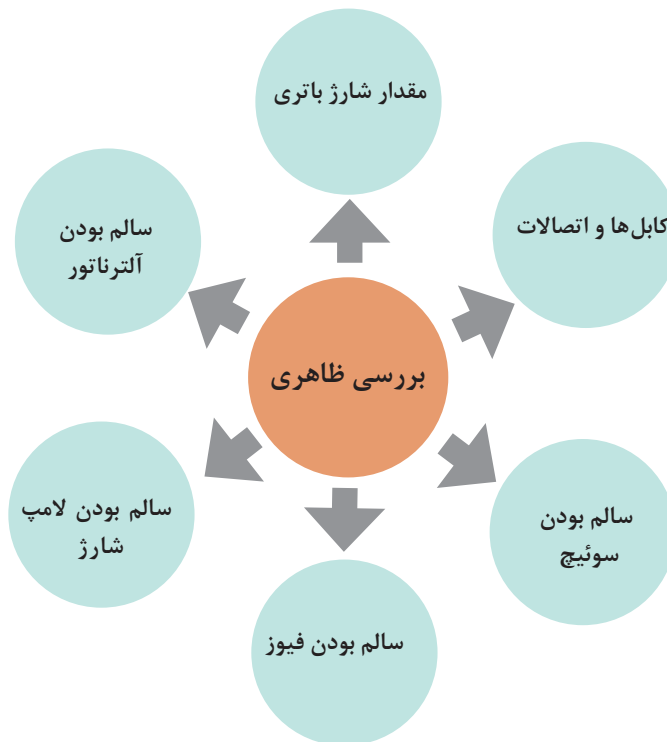 مقدار شارژ باتری
کابل‌ها و اتصالات
سالم بودن
آلترناتور
بررسی ظاهری
سالم بودن
سوئیچ
سالم بودن لامپ
شارژ
سالم بودن فیوز